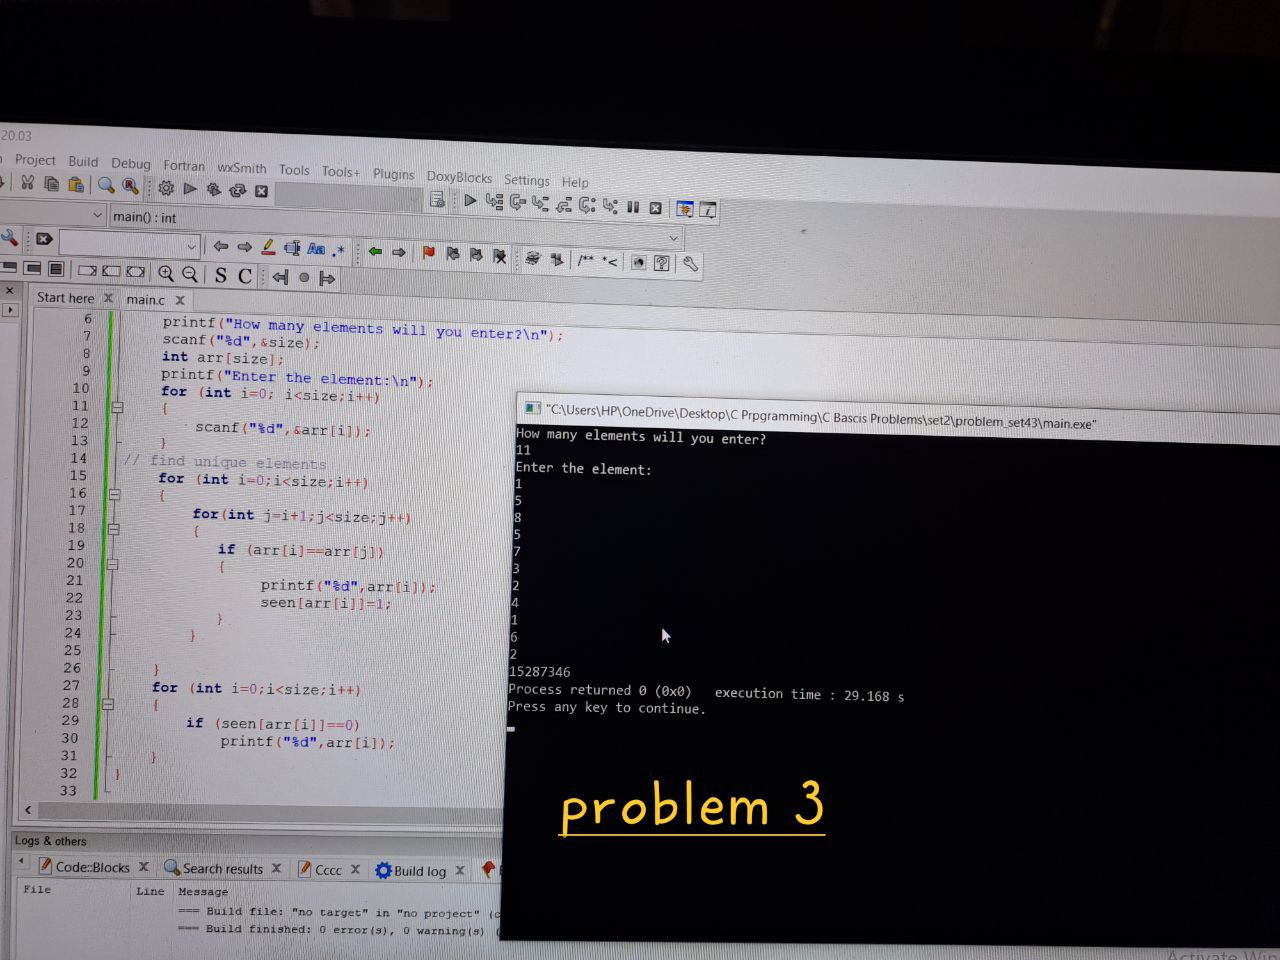 20.03
Project Build Debug Fortran wxSmith Tools Tools+ Plugins DoxyBlocks Settings Help
main() : int
Start here main.c
6 printf("How many elements will you enter?\n");
7 scanf("%d",&size);
8 int arr[size];
9 printf("Enter the element:\n");
10 for (int i=0; i<size;i++)
11 {
12 scanf("%d",&arr[i]);
13 }
14 // find unique elements
15 for (int i=0;i<size;i++)
16 {
17 for(int j=i+1;j<size;j++)
18 {
19 if (arr[i]==arr[j])
20 {
21 printf("%d",arr[i]);
22 seen[arr[i]]=1;
23 }
24 }
25
26 }
27 for (int i=0;i<size;i++)
28 {
29 if (seen[arr[i]]==0)
30 printf("%d",arr[i]);
31 }
32 }
33
"C:\Users\HP\OneDrive\Desktop\C Prpgramming\C Bascis Problems\set2\problem_set43\main.exe"
How many elements will you enter?
11
Enter the element:
1
5
8
5
7
3
2
4
1
6
2
15287346
Process returned 0 (0x0) execution time : 29.168 s
Press any key to continue.
problem 3
Logs & others
Code::Blocks Search results Cccc Build log
File Line Message
=== Build file: "no target" in "no project" (c
=== Build finished: 0 error(s), 0 warning(s) (
Activate Win